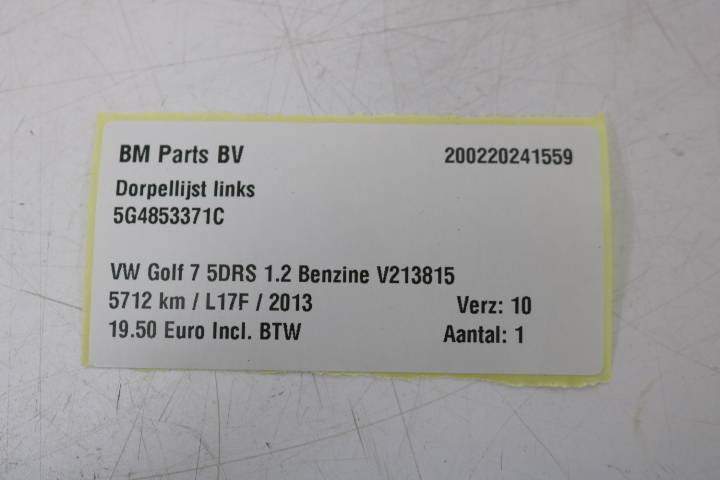 BM Parts BV 200220241559
Dorpellijst links
5G4853371C
VW Golf 7 5DRS 1.2 Benzine V213815
5712 km / L17F / 2013 Verz: 10
19.50 Euro Incl. BTW Aantal: 1